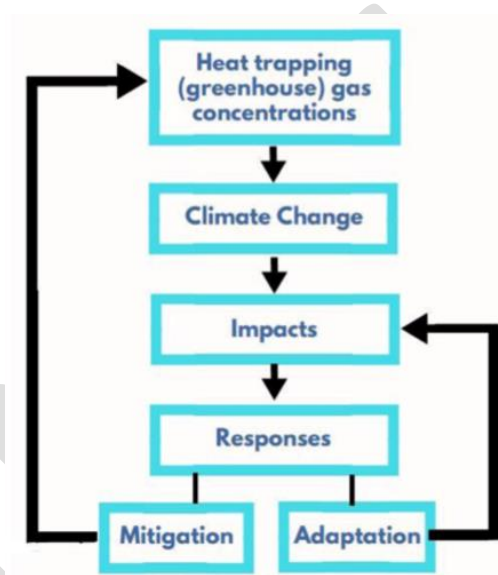 Heat trapping
(greenhouse) gas
concentrations
Climate Change
Impacts
Responses
Mitigation
Adaptation